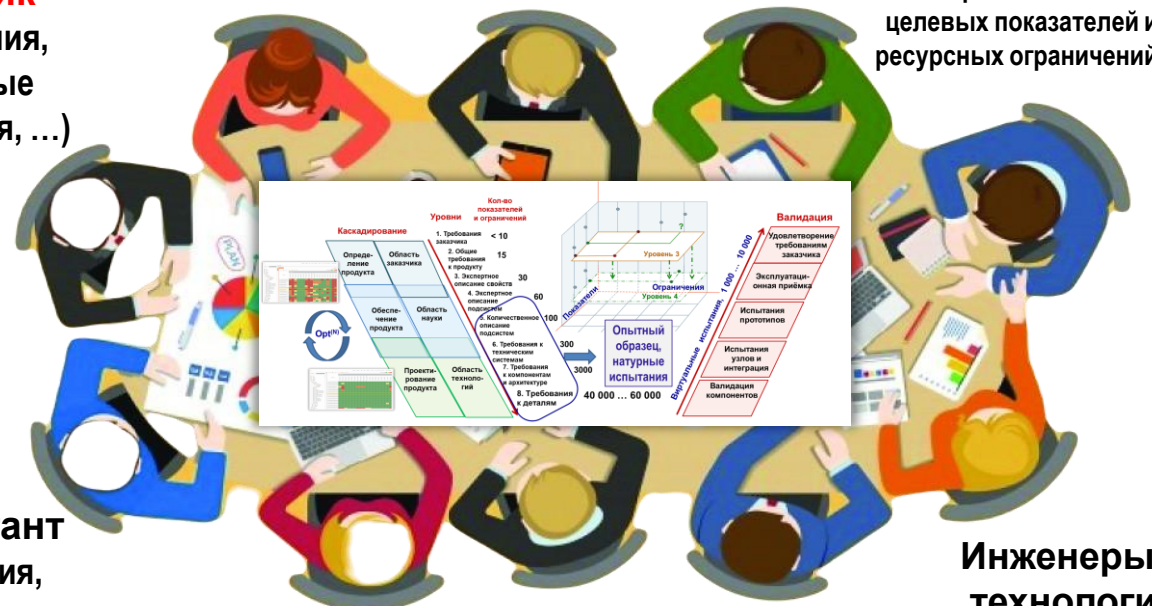 ик
ния,
ые
я, …)
целевых показателей и
ресурсных ограничений
PLAN
Каскадирование
Уровни
Кол-во
показателей
и ограничений
Опреде-
ление
продукта
Область
заказчика
Обеспе-
чение
продукта
Область
науки
Проекти-
рование
продукта
Область
техноло-
гий
Opt(N)
1. Требования
заказчика
< 10
2. Общие
требования
к продукту
15
3. Экспертное
описание свойств
30
4. Экспертное
описание
подсистем
60
5. Количественное
описание
подсистем
100
6. Требования к
техническим
системам
300
7. Требования
к компонентам
и архитектуре
3000
8. Требования
к деталям
40 000 … 60 000
?
Уровень 3
Уровень 4
Показатели
Ограничения
Опытный
образец,
натурные
испытания
Виртуальные испытания, 1 000 … 10 000
Валидация
Удовлетворение
требованиям
заказчика
Эксплуатаци-
онная приёмка
Испытания
прототипов
Испытания
узлов и
интеграция
Валидация
компонентов
ант
ия,
Инженеры
технологи